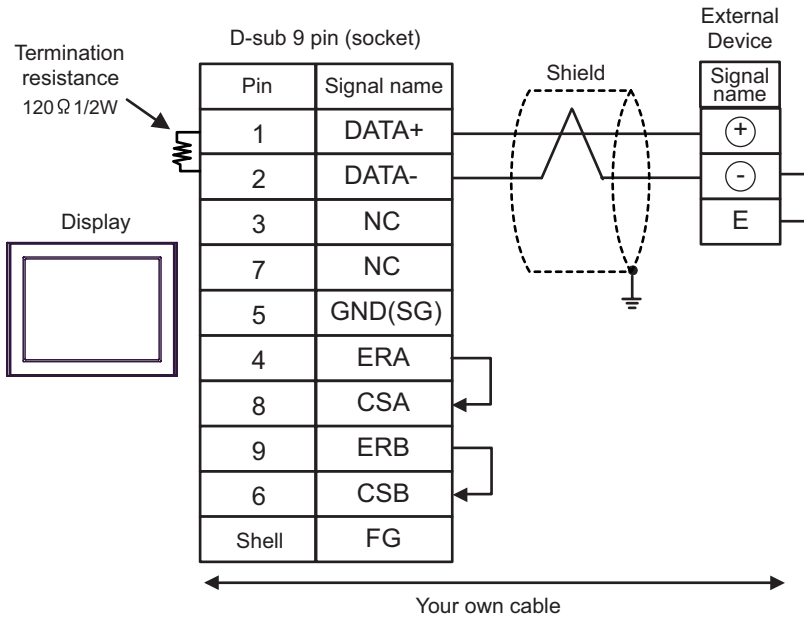 External
Device
D-sub 9 pin (socket)
Termination
resistance
120Ω 1/2W
Shield
Pin Signal name
Signal
name
1 DATA+ +
2 DATA- -
3 NC E
Display
7 NC
5 GND(SG)
4 ERA
8 CSA
9 ERB
6 CSB
Shell FG
Your own cable